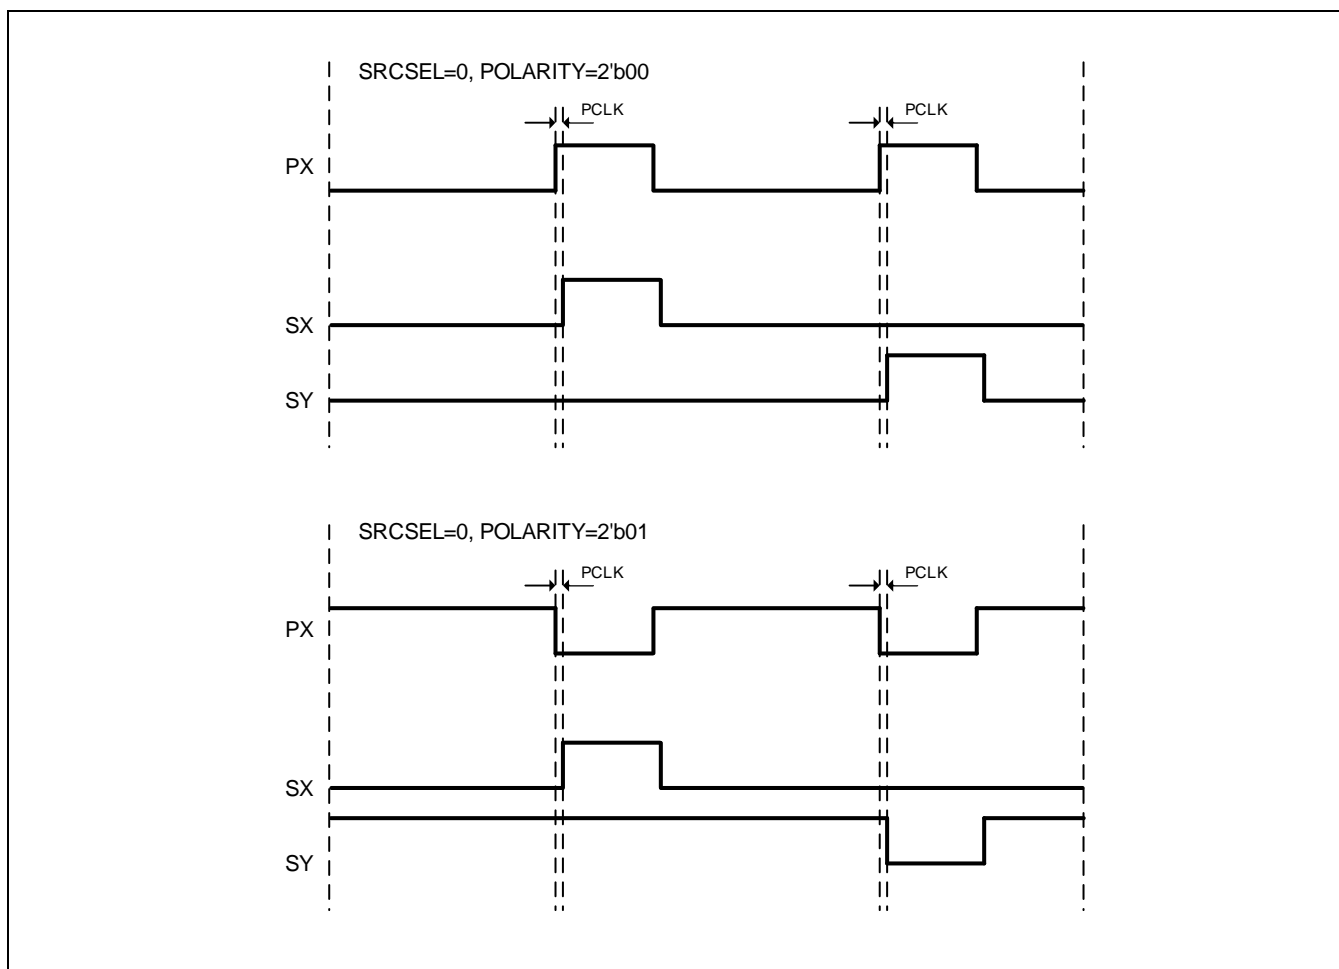 SRCSEL=0, POLARITY=2'b00
PCLK PCLK
PX
SX
SY
SRCSEL=0, POLARITY=2'b01
PCLK PCLK
PX
SX
SY